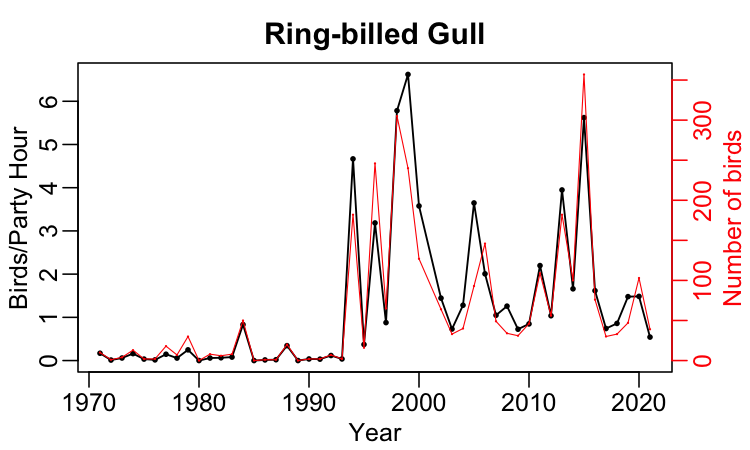 Ring-billed Gull
Birds/Party Hour
0 1 2 3 4 5 6
1970 1980 1990 2000 2010 2020
Year
0 100 200 300
Number of birds